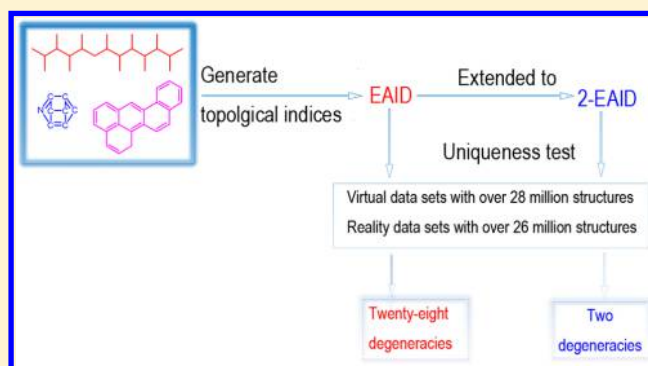 Generate
topolgical indices
EAID
Extended to
2-EAID
Uniqueness test
Virtual data sets with over 28 million structures
Reality data sets with over 26 million structures
Twenty-eight
degeneracies
Two
degeneracies